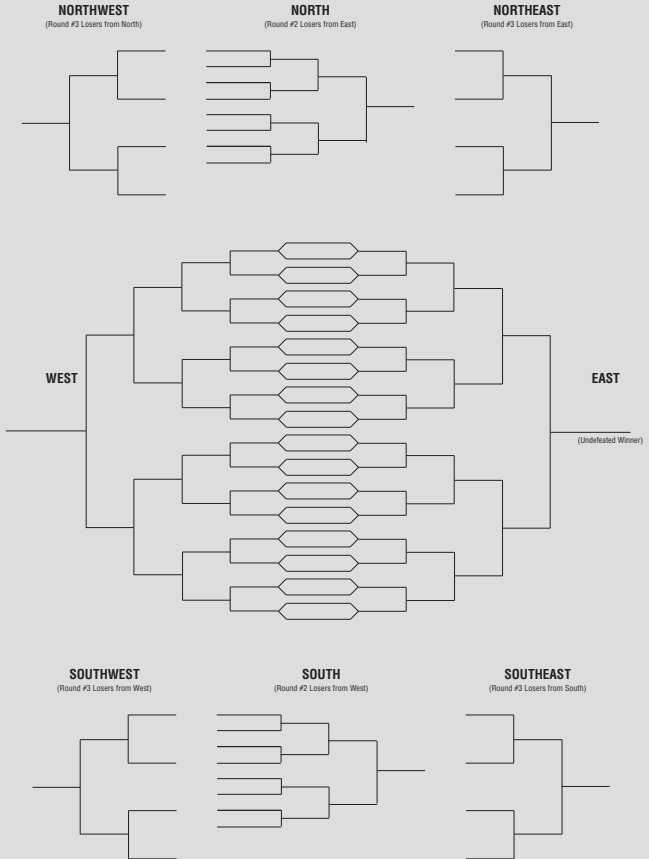 NORTHWEST
(Round #3 Losers from North)
NORTH
(Round #2 Losers from East)
NORTHEAST
(Round #3 Losers from East)
WEST
EAST
(Undefeated Winner)
SOUTHWEST
(Round #3 Losers from West)
SOUTH
(Round #2 Losers from West)
SOUTHEAST
(Round #3 Losers from South)